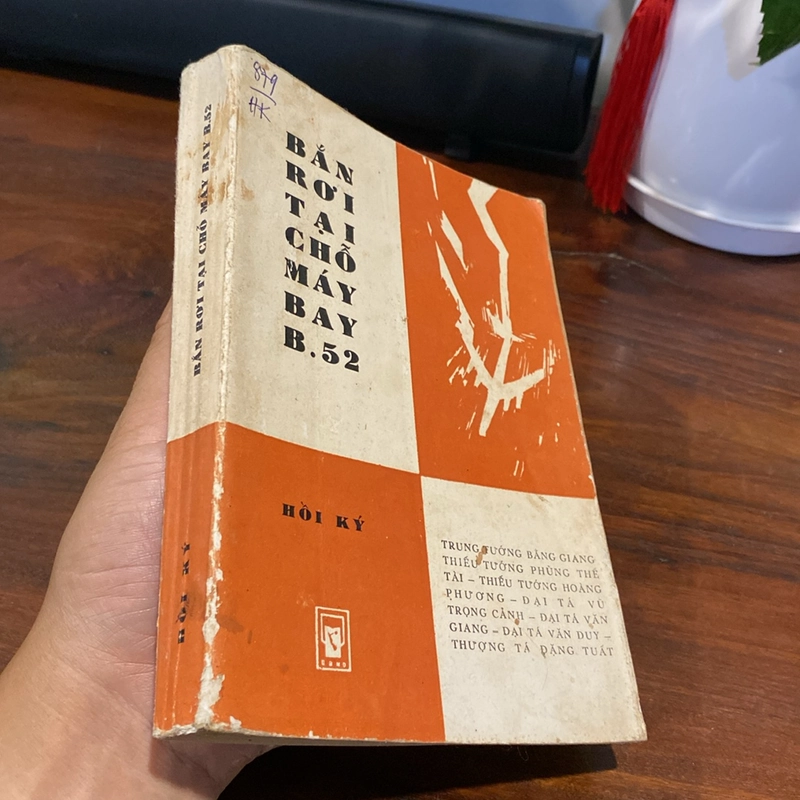 BẮN RƠI TẠI CHỖ MÁY BAY B.52
HỒI KÝ
879
HK
BẮN
RƠI
TẠI
CHỖ
MÁY
BAY
B.52
HỒI KÝ
TRUNG TƯỚNG BẰNG GIANG
THIẾU TƯỚNG PHÙNG THẾ
TÀI – THIẾU TƯỚNG HOÀNG
PHƯƠNG – ĐẠI TÁ VŨ
TRỌNG CẢNH – ĐẠI TÁ VĂN
GIANG – ĐẠI TÁ VĂN DUY –
THƯỢNG TÁ ĐẶNG TUẤT